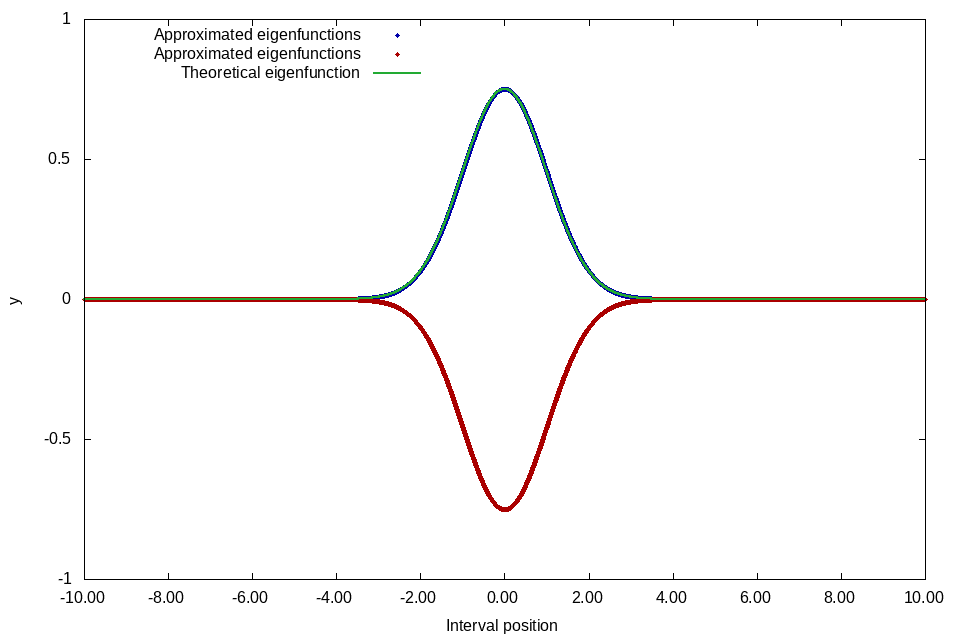 Approximated eigenfunctions
Approximated eigenfunctions
Theoretical eigenfunction
1
0.5
0
-0.5
-1
y
-10.00 -8.00 -6.00 -4.00 -2.00 0.00 2.00 4.00 6.00 8.00 10.00
Interval position